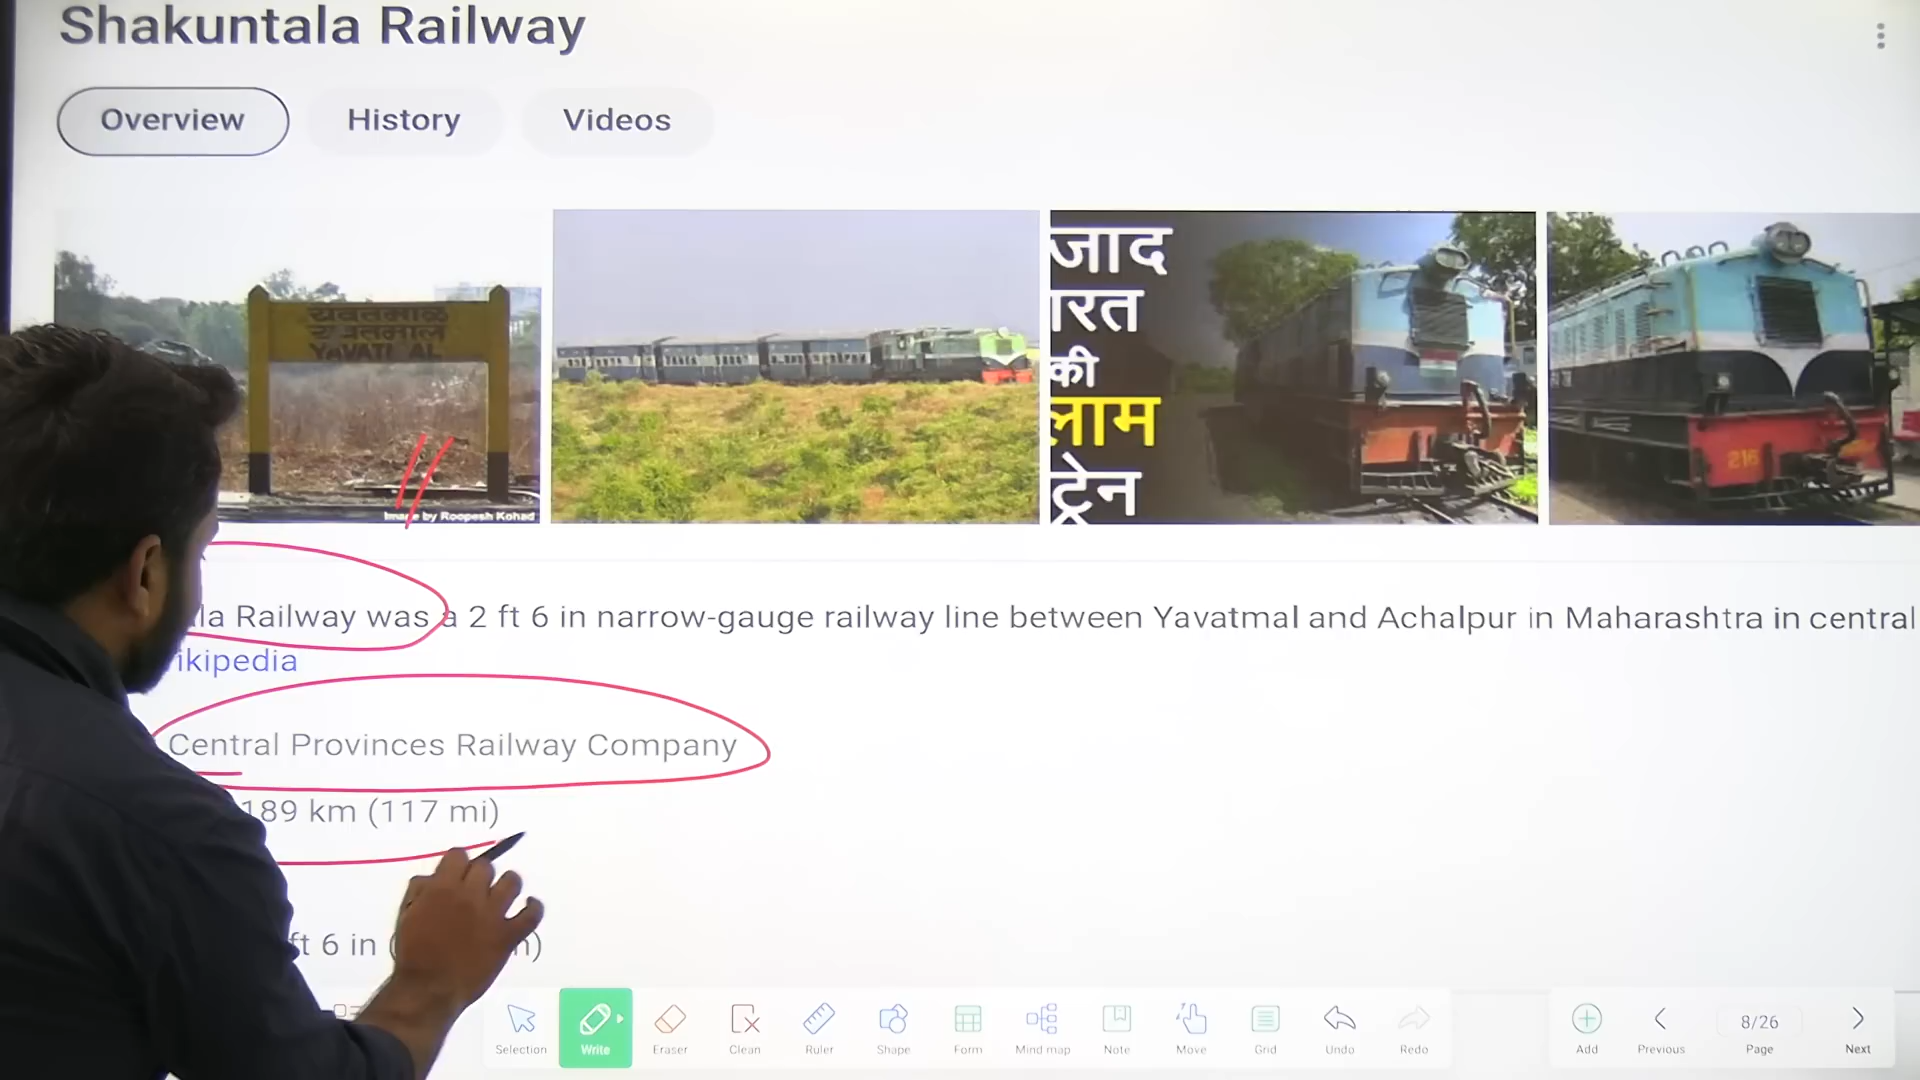 Shakuntala Railway
Overview
History
Videos
यवतमाळ
यवतमाल
YAVATMAL
Image by Roopesh Kohad
जाद
रत
की
लाम
ट्रेन
216
la Railway was a 2 ft 6 in narrow-gauge railway line between Yavatmal and Achalpur in Maharashtra in central
ikipedia
Central Provinces Railway Company
189 km (117 mi)
ft 6 in (
Selection
Write
Eraser
Clean
Ruler
Shape
Form
Mind map
Note
Move
Grid
Undo
Redo
Add
Previous
8/26
Page
Next